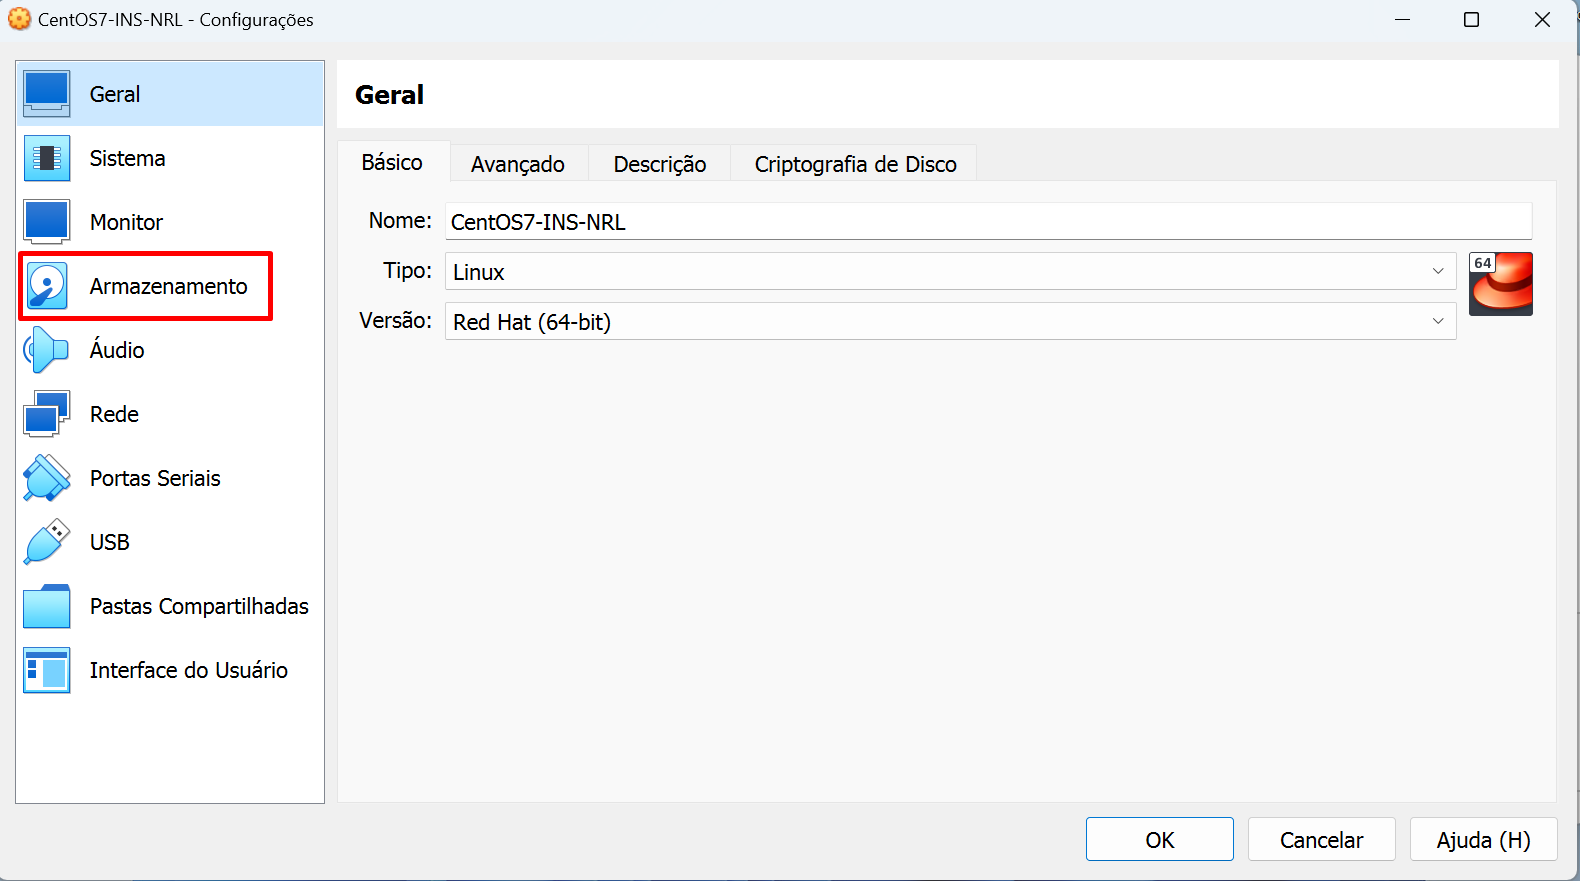 CentOS7-INS-NRL - Configurações
Geral
Sistema
Monitor
Armazenamento
Áudio
Rede
Portas Seriais
USB
Pastas Compartilhadas
Interface do Usuário
Geral
Básico
Avançado
Descrição
Criptografia de Disco
Nome: CentOS7-INS-NRL
Tipo: Linux
64
Versão: Red Hat (64-bit)
OK
Cancelar
Ajuda (H)